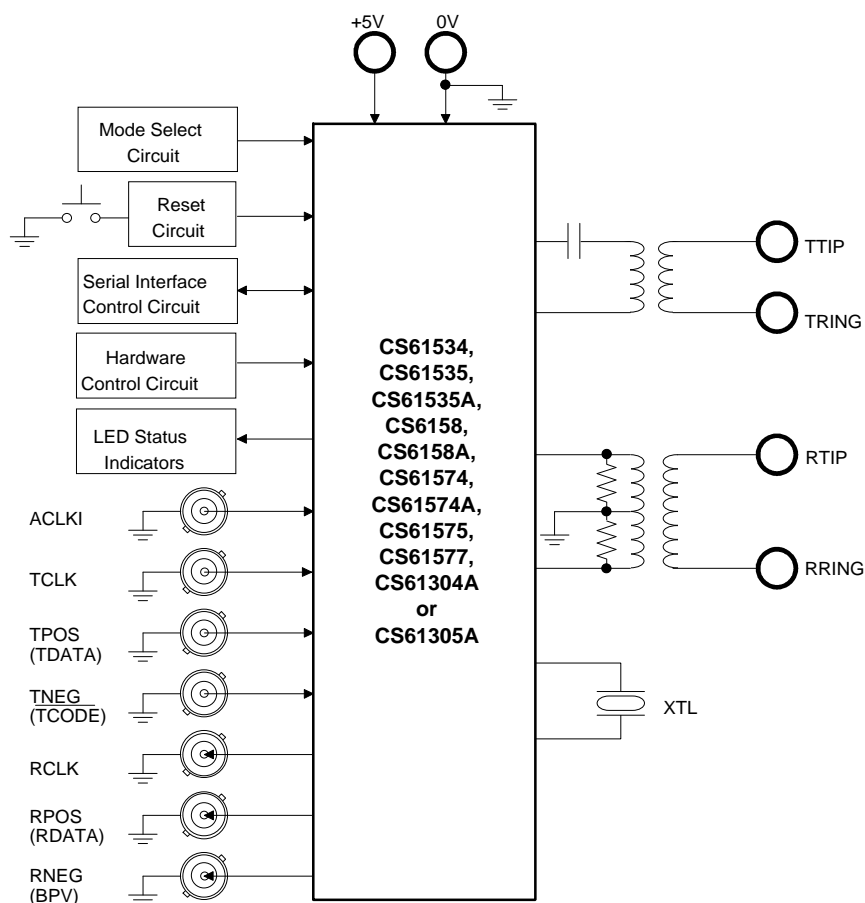 +5V
0V
Mode Select
Circuit
Reset
Circuit
Serial Interface
Control Circuit
Hardware
Control Circuit
LED Status
Indicators
ACLKI
TCLK
TPOS
(TDATA)
TNEG
(TCODE)
RCLK
RPOS
(RDATA)
RNEG
(BPV)
CS61534,
CS61535,
CS61535A,
CS6158,
CS6158A,
CS61574,
CS61574A,
CS61575,
CS61577,
CS61304A
or
CS61305A
TTIP
TRING
RTIP
RRING
XTL